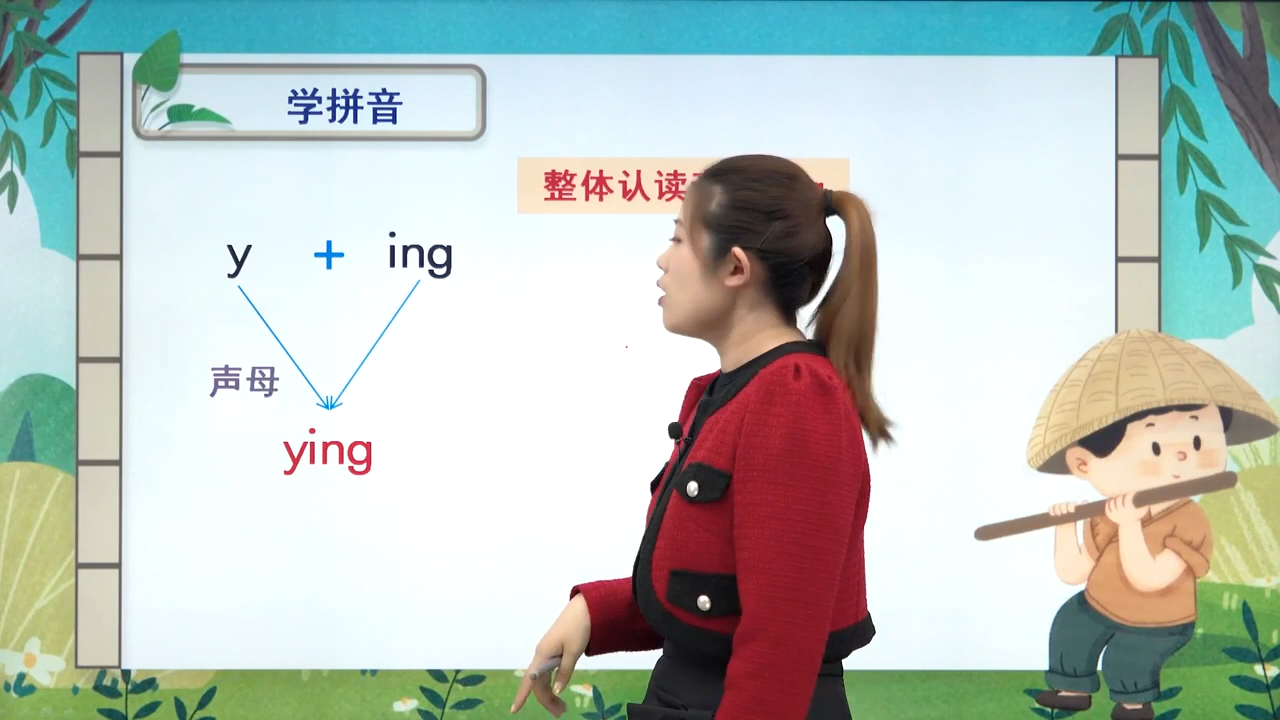 学拼音
整体认读
y + ing
声母
ying